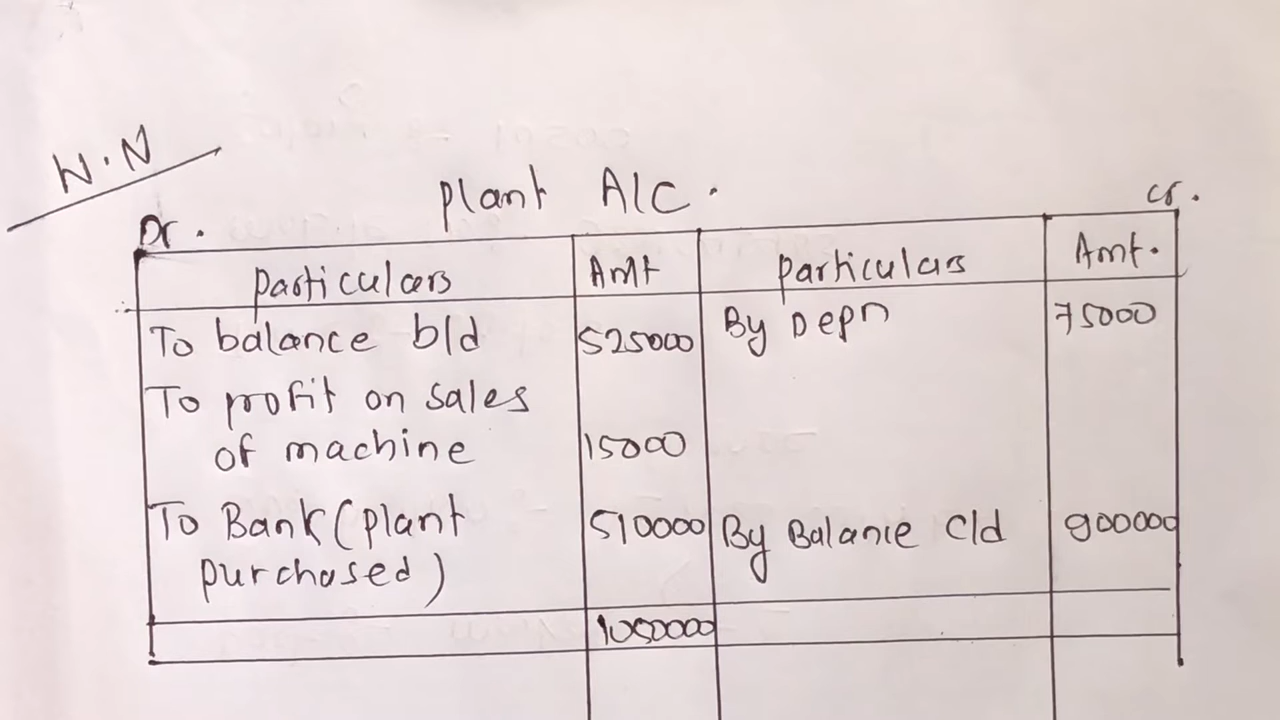 W.N
Plant A/C.
Dr. Cr.
Particulars Amt Particulars Amt.
To balance b/d 525000 By Depn 75000
To profit on sales
of machine 15000
To Bank (plant 510000 By Balance C/d 900000
purchased)
1050000